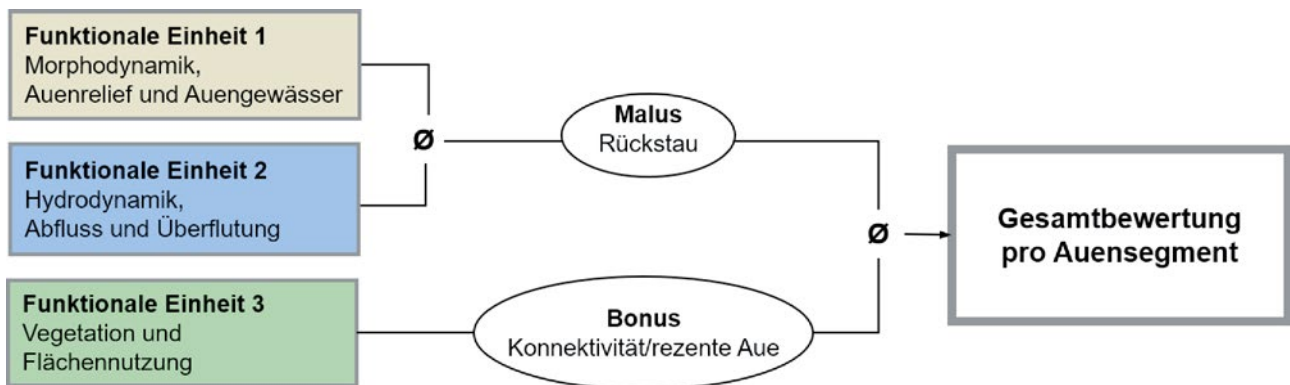 Funktionale Einheit 1
Morphodynamik,
Auenrelief und Auengewässer
Ø
Malus
Rückstau
Funktionale Einheit 2
Hydrodynamik,
Abfluss und Überflutung
Ø
Gesamtbewertung
pro Auensegment
Funktionale Einheit 3
Vegetation und
Flächennutzung
Bonus
Konnektivität/rezente Aue